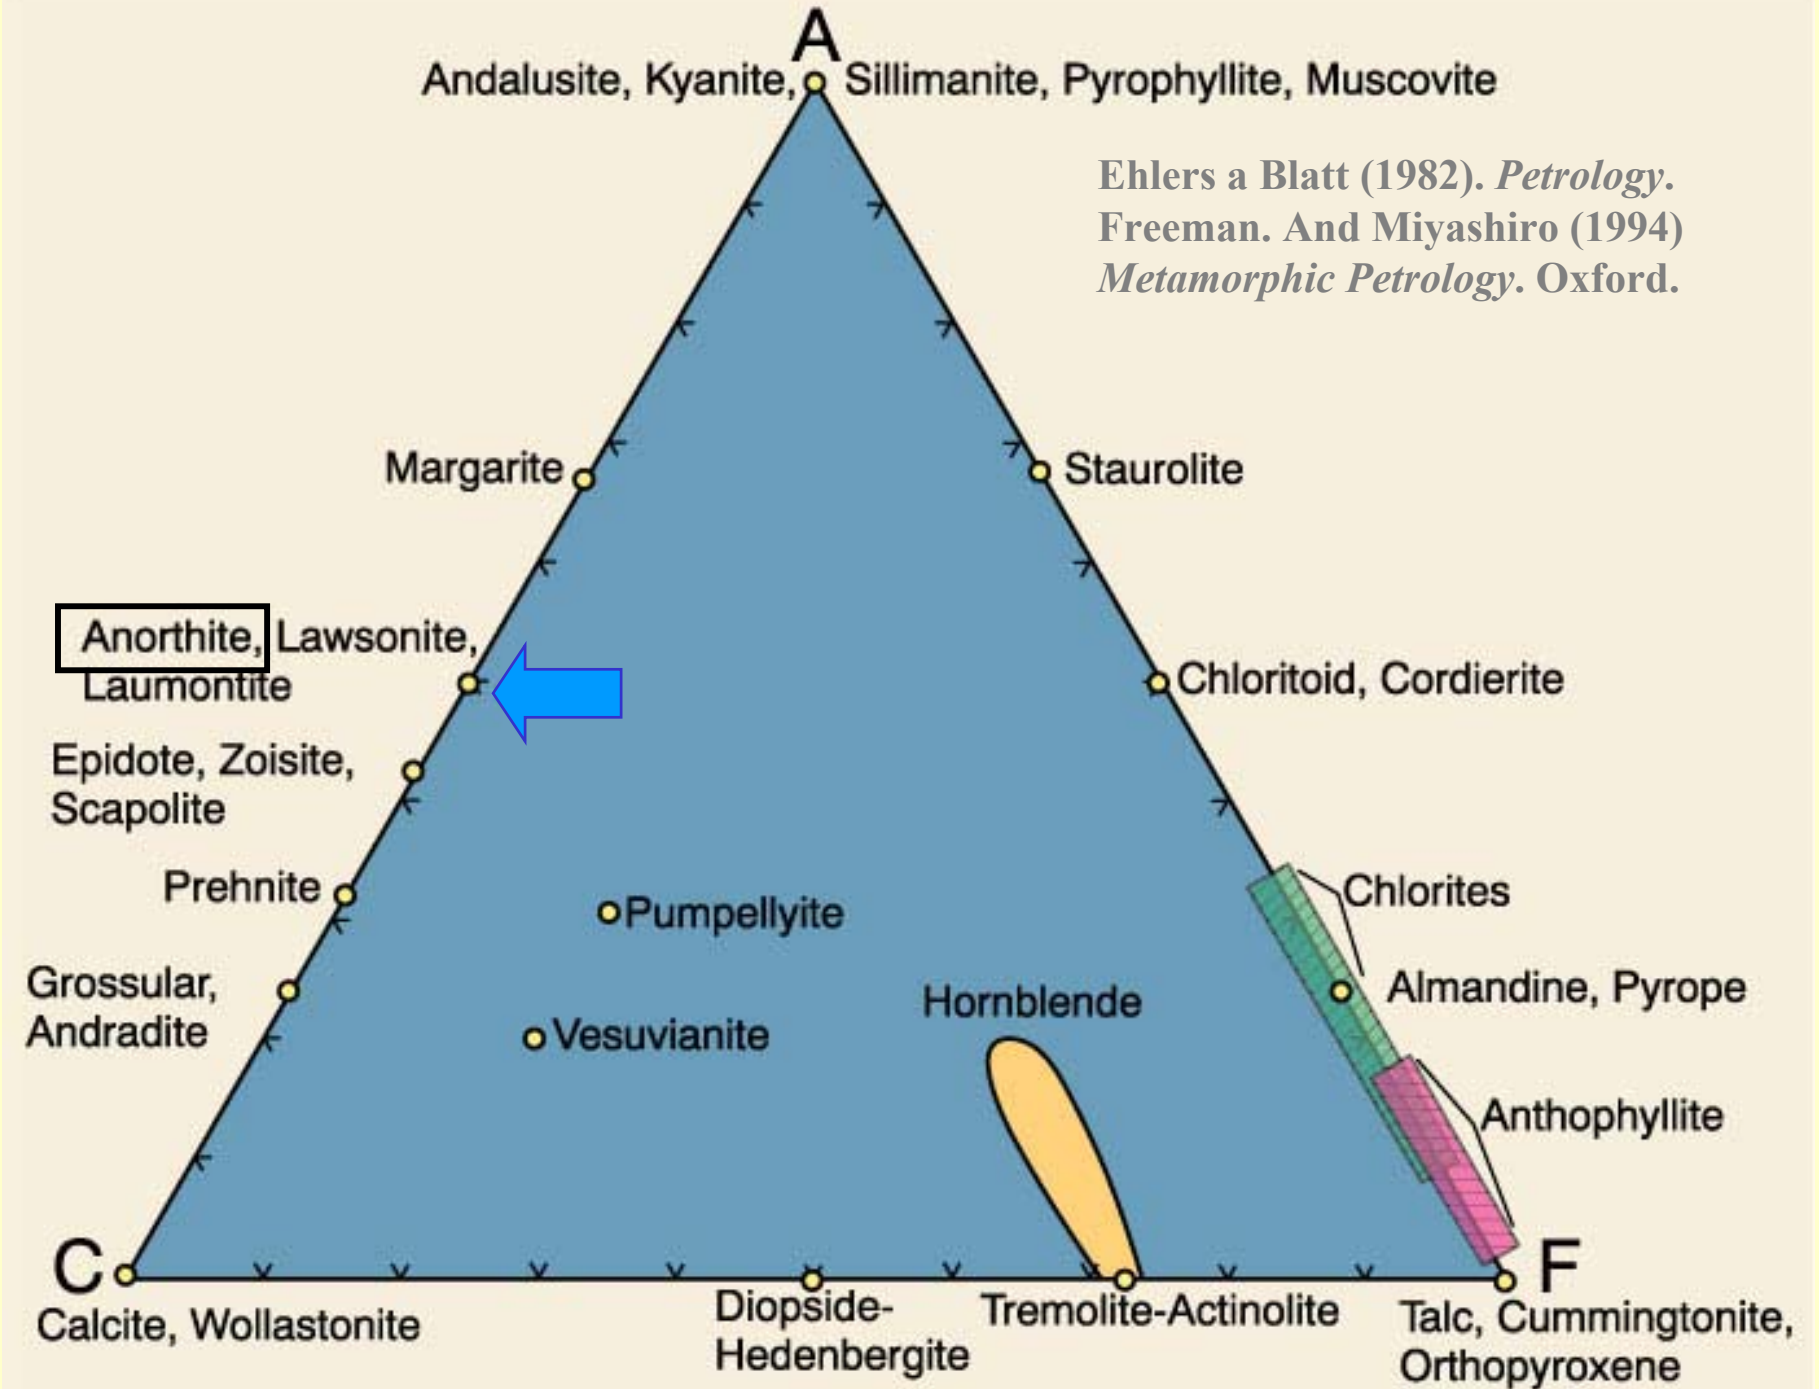 A
Andalusite, Kyanite, Sillimanite, Pyrophyllite, Muscovite
Ehlers a Blatt (1982). Petrology.
Freeman. And Miyashiro (1994)
Metamorphic Petrology. Oxford.
Margarite
Staurolite
Anorthite, Lawsonite,
Laumontite
Chloritoid, Cordierite
Epidote, Zoisite,
Scapolite
Prehnite
Pumpellyite
Chlorites
Grossular,
Andradite
Vesuvianite
Hornblende
Almandine, Pyrope
Anthophyllite
C
F
Calcite, Wollastonite
Diopside-
Hedenbergite
Tremolite-Actinolite
Talc, Cummingtonite,
Orthopyroxene